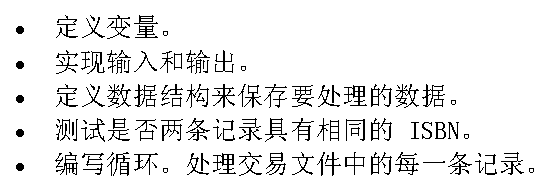 • 定义变量。
• 实现输入和输出。
• 定义数据结构来保存要处理的数据。
• 测试是否两条记录具有相同的 ISBN。
• 编写循环。处理交易文件中的每一条记录。